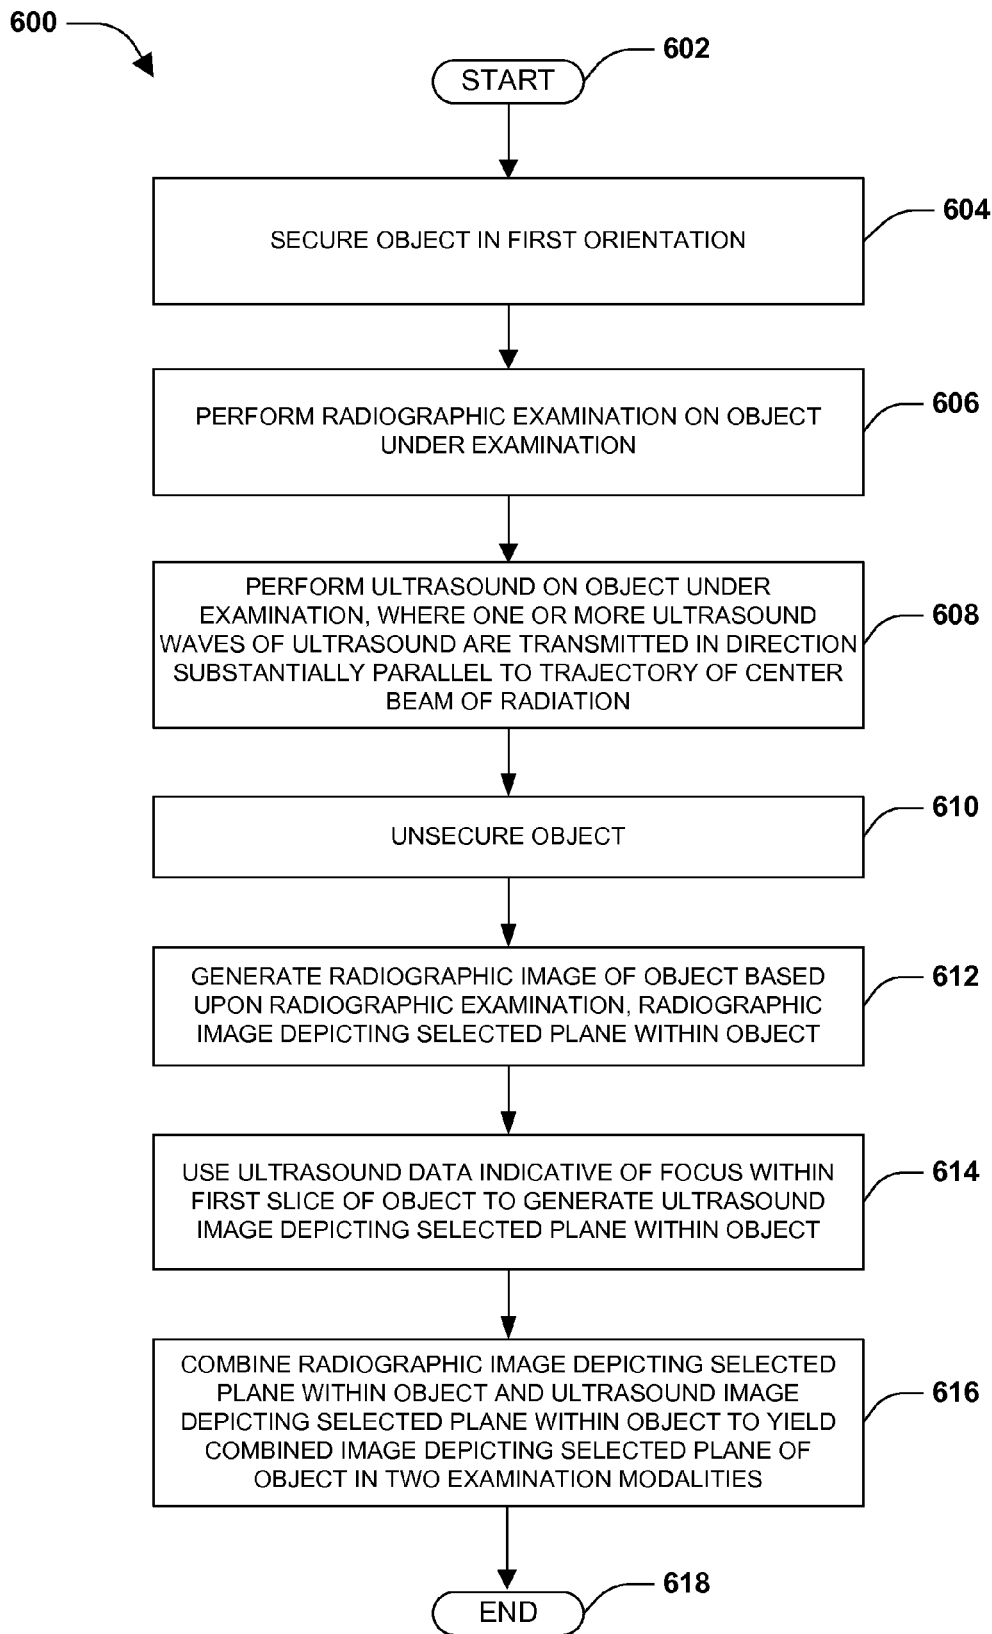 600
START
602
SECURE OBJECT IN FIRST ORIENTATION
604
PERFORM RADIOGRAPHIC EXAMINATION ON OBJECT
UNDER EXAMINATION
606
PERFORM ULTRASOUND ON OBJECT UNDER
EXAMINATION, WHERE ONE OR MORE ULTRASOUND
WAVES OF ULTRASOUND ARE TRANSMITTED IN DIRECTION
SUBSTANTIALLY PARALLEL TO TRAJECTORY OF CENTER
BEAM OF RADIATION
608
UNSECURE OBJECT
610
GENERATE RADIOGRAPHIC IMAGE OF OBJECT BASED
UPON RADIOGRAPHIC EXAMINATION, RADIOGRAPHIC
IMAGE DEPICTING SELECTED PLANE WITHIN OBJECT
612
USE ULTRASOUND DATA INDICATIVE OF FOCUS WITHIN
FIRST SLICE OF OBJECT TO GENERATE ULTRASOUND
IMAGE DEPICTING SELECTED PLANE WITHIN OBJECT
614
COMBINE RADIOGRAPHIC IMAGE DEPICTING SELECTED
PLANE WITHIN OBJECT AND ULTRASOUND IMAGE
DEPICTING SELECTED PLANE WITHIN OBJECT TO YIELD
COMBINED IMAGE DEPICTING SELECTED PLANE OF
OBJECT IN TWO EXAMINATION MODALITIES
616
END
618